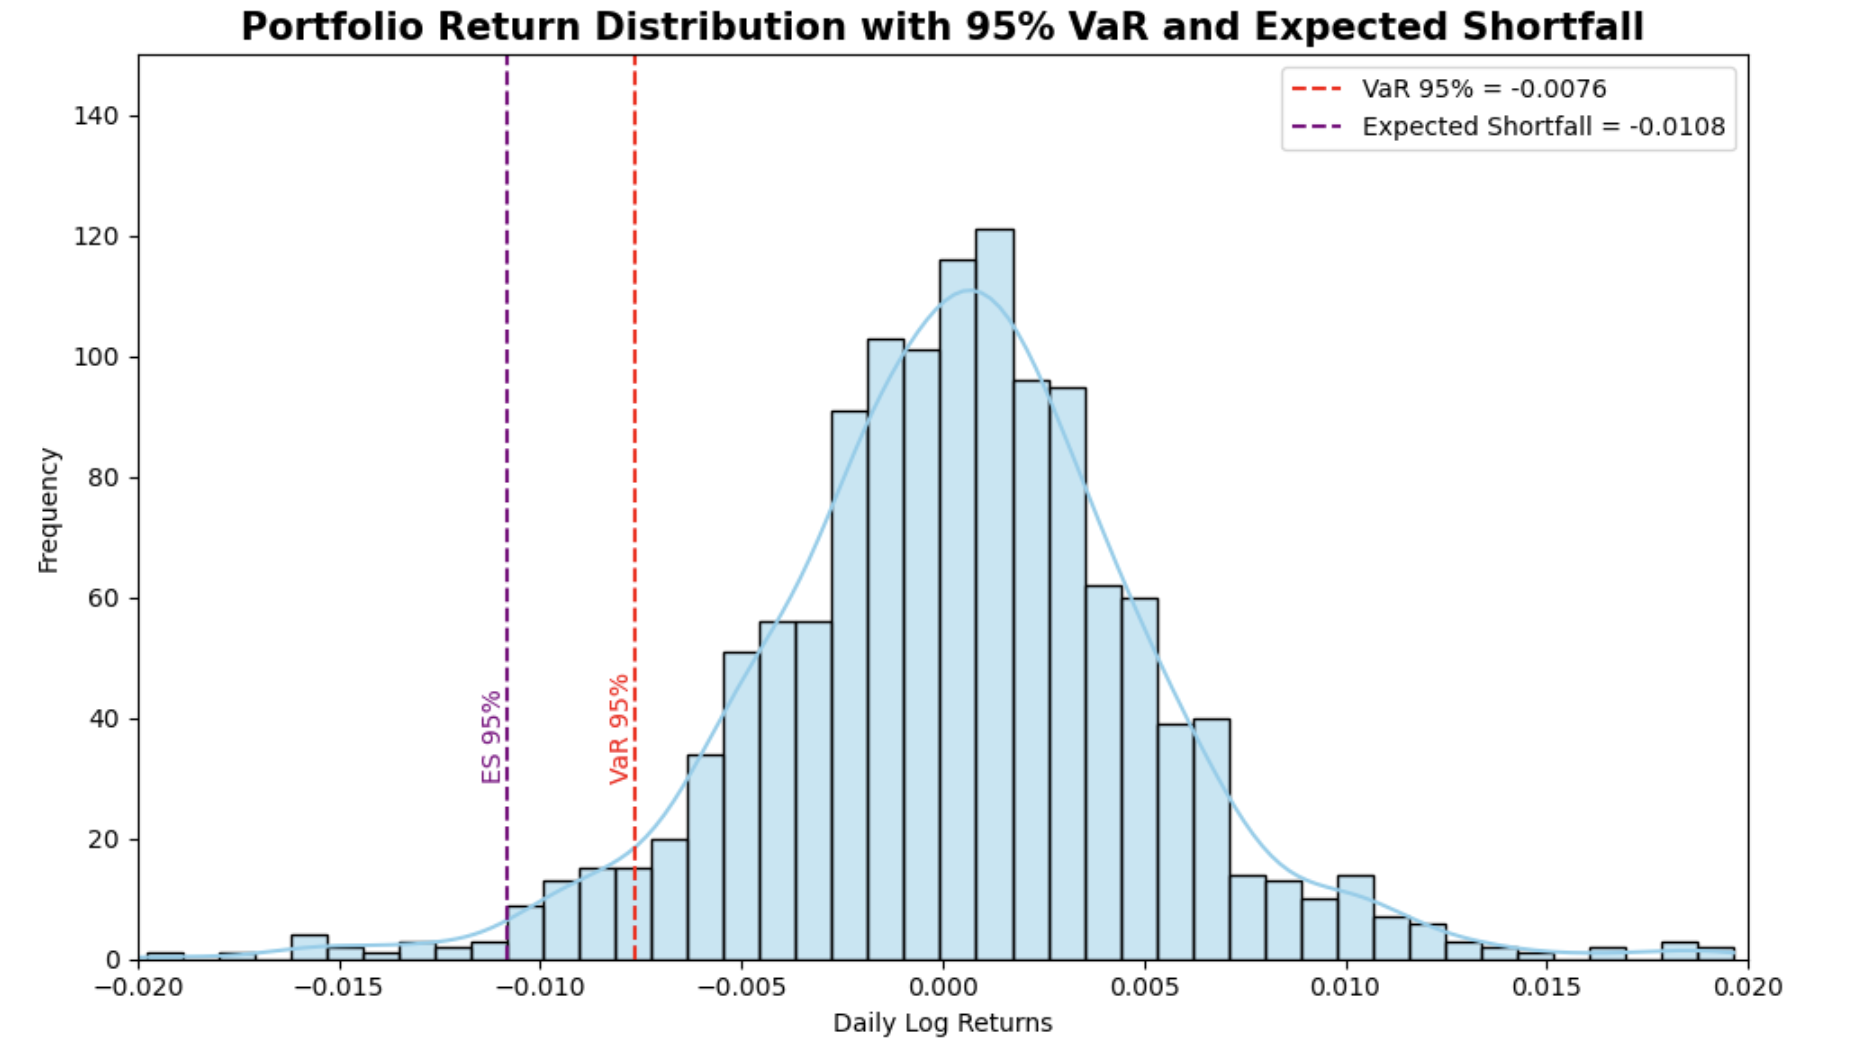 Portfolio Return Distribution with 95% VaR and Expected Shortfall
VaR 95% = -0.0076
Expected Shortfall = -0.0108
140
120
100
80
60
40
20
0
Frequency
ES 95%
VaR 95%
−0.020 −0.015 −0.010 −0.005 0.000 0.005 0.010 0.015 0.020
Daily Log Returns